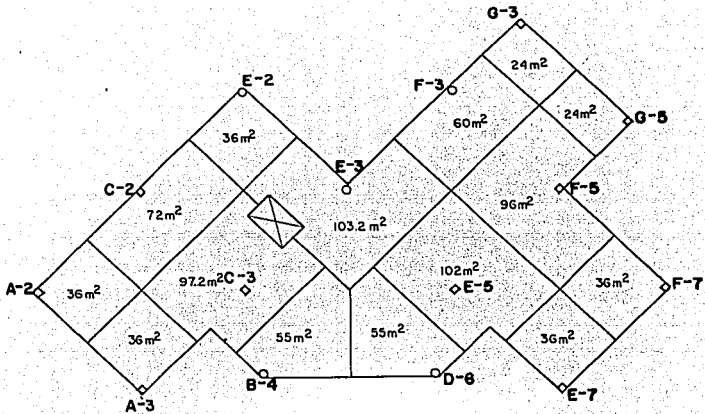 G-3
24m²
E-2
F-3
24m²
G-5
36m²
60m²
E-3
C-2
F-5
72m²
96m²
103.2 m²
A-2
36m²
97.2m²
C-3
102m²
E-5
36m²
F-7
36m²
55m²
55m²
36m²
B-4
D-6
A-3
E-7